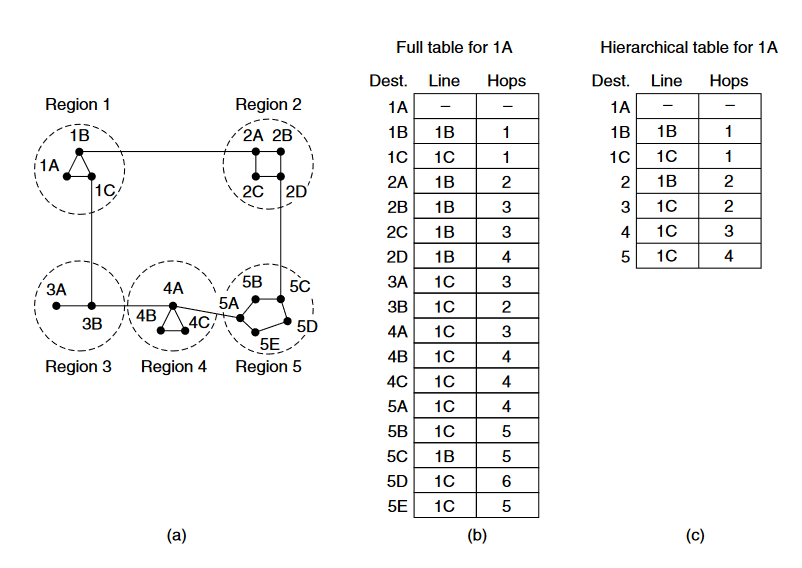 Full table for 1A
Hierarchical table for 1A
Dest. Line Hops
Dest. Line Hops
Region 1
Region 2
1B
2A 2B
1A
1C
2C 2D
5B 5C
3A
4A
5A
3B
4B
4C
5D
5E
Region 3
Region 4
Region 5
1A – –
1B 1B 1
1C 1C 1
2A 1B 2
2B 1B 3
2C 1B 3
2D 1B 4
3A 1C 3
3B 1C 2
4A 1C 3
4B 1C 4
4C 1C 4
5A 1C 4
5B 1C 5
5C 1B 5
5D 1C 6
5E 1C 5
1A – –
1B 1B 1
1C 1C 1
2 1B 2
3 1C 2
4 1C 3
5 1C 4
(a)
(b)
(c)